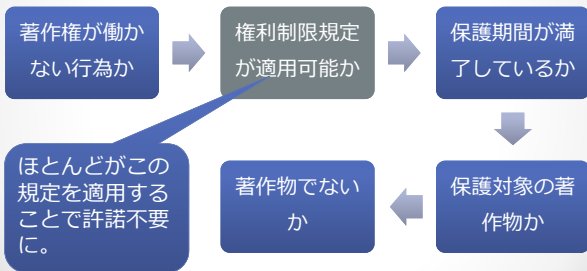 著作権が働か
ない行為か
権利制限規定
が適用可能か
保護期間が満
了しているか
保護対象の著
作物か
著作物でない
か
ほとんどがこの
規定を適用する
ことで許諾不要
に。